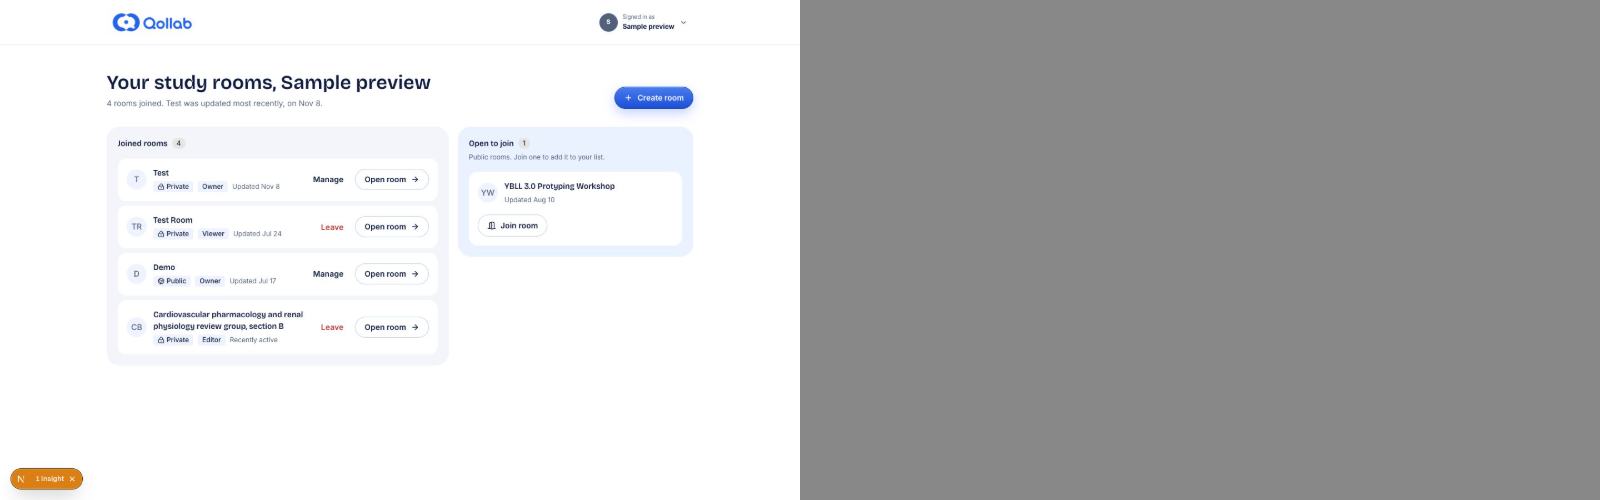 Qollab
S
Signed in as
Sample preview
Your study rooms, Sample preview
4 rooms joined. Test was updated most recently, on Nov 8.
+ Create room
Joined rooms 4
T
Test
Private Owner Updated Nov 8
Manage
Open room →
TR
Test Room
Private Viewer Updated Jul 24
Leave
Open room →
D
Demo
Public Owner Updated Jul 17
Manage
Open room →
CB
Cardiovascular pharmacology and renal
physiology review group, section B
Private Editor Recently active
Leave
Open room →
Open to join 1
Public rooms. Join one to add it to your list.
YW
YBLL 3.0 Protyping Workshop
Updated Aug 10
Join room
N 1 Insight ×